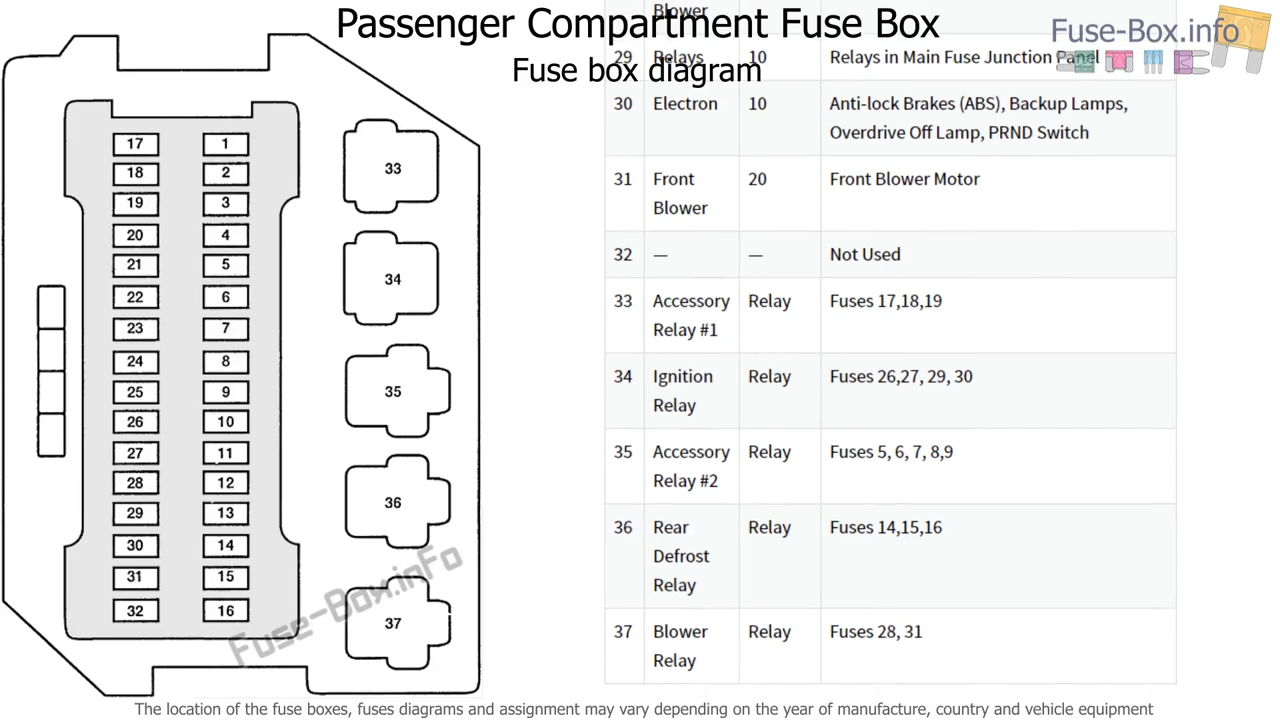 Passenger Compartment Fuse Box
Fuse box diagram
Fuse-Box.info
17 1
18 2
19 3
20 4
21 5
22 6
23 7
24 8
25 9
26 10
27 11
28 12
29 13
30 14
31 15
32 16
33
34
35
36
37
Fuse-Box.inFo
Blower
29 Relays 10 Relays in Main Fuse Junction Panel
30 Electron 10 Anti-lock Brakes (ABS), Backup Lamps,
Overdrive Off Lamp, PRND Switch
31 Front 20 Front Blower Motor
Blower
32 — — Not Used
33 Accessory Relay Fuses 17,18,19
Relay #1
34 Ignition Relay Fuses 26,27, 29, 30
Relay
35 Accessory Relay Fuses 5, 6, 7, 8,9
Relay #2
36 Rear Relay Fuses 14,15,16
Defrost
Relay
37 Blower Relay Fuses 28, 31
Relay
The location of the fuse boxes, fuses diagrams and assignment may vary depending on the year of manufacture, country and vehicle equipment